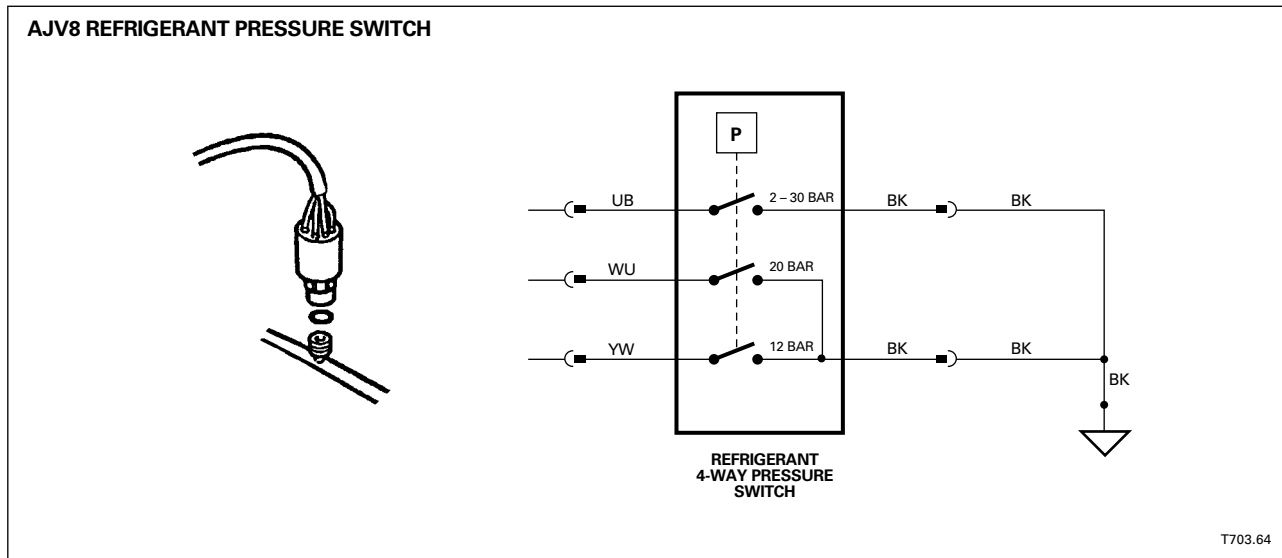 AJV8 REFRIGERANT PRESSURE SWITCH
P
UB
2 – 30 BAR
BK
BK
WU
20 BAR
YW
12 BAR
BK
BK
BK
REFRIGERANT
4-WAY PRESSURE
SWITCH
T703.64